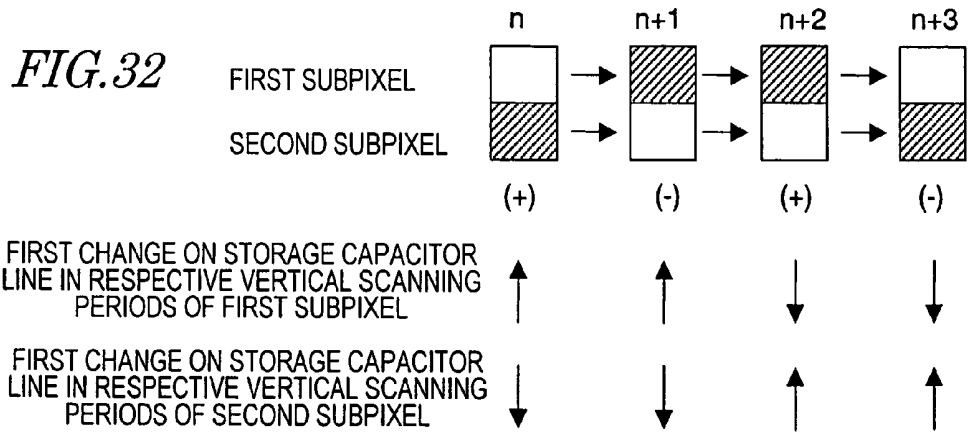 n n+1 n+2 n+3
FIG.32
FIRST SUBPIXEL
SECOND SUBPIXEL
(+) (-) (+) (-)
FIRST CHANGE ON STORAGE CAPACITOR
LINE IN RESPECTIVE VERTICAL SCANNING
PERIODS OF FIRST SUBPIXEL
FIRST CHANGE ON STORAGE CAPACITOR
LINE IN RESPECTIVE VERTICAL SCANNING
PERIODS OF SECOND SUBPIXEL